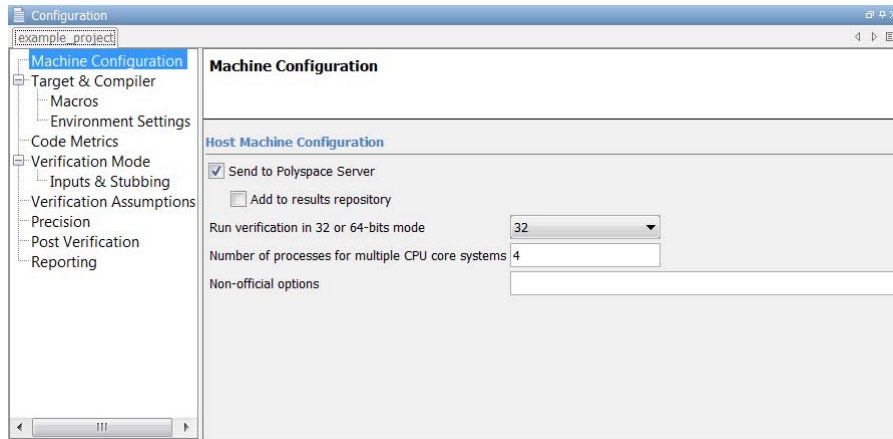 Configuration
example_project
Machine Configuration
Target & Compiler
Macros
Environment Settings
Code Metrics
Verification Mode
Inputs & Stubbing
Verification Assumptions
Precision
Post Verification
Reporting
Machine Configuration
Host Machine Configuration
Send to Polyspace Server
Add to results repository
Run verification in 32 or 64-bits mode 32
Number of processes for multiple CPU core systems 4
Non-official options